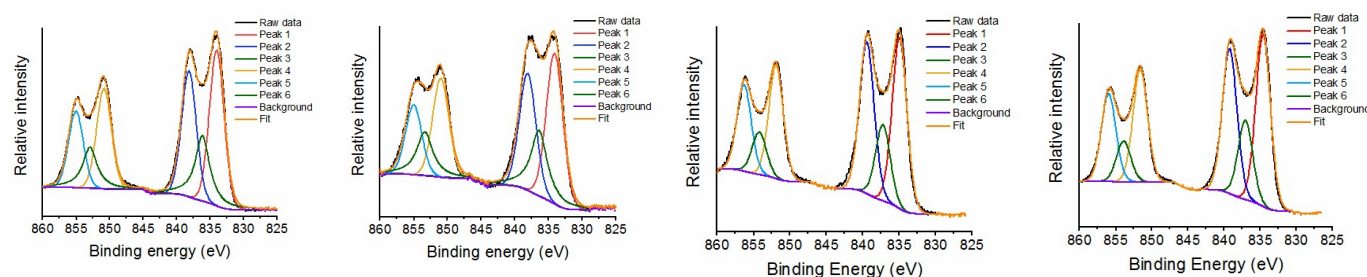 Relative intensity
Raw data
Peak 1
Peak 2
Peak 3
Peak 4
Peak 5
Peak 6
Background
Fit
860 855 850 845 840 835 830 825
Binding energy (eV)
Relative intensity
Raw data
Peak 1
Peak 2
Peak 3
Peak 4
Peak 5
Peak 6
Background
Fit
860 855 850 845 840 835 830 825
Binding energy (eV)
Relative intensity
Raw data
Peak 1
Peak 2
Peak 3
Peak 4
Peak 5
Peak 6
Background
Fit
860 855 850 845 840 835 830 825
Binding Energy (eV)
Relative intensity
Raw data
Peak 1
Peak 2
Peak 3
Peak 4
Peak 5
Peak 6
Background
Fit
860 855 850 845 840 835 830 825
Binding Energy (eV)